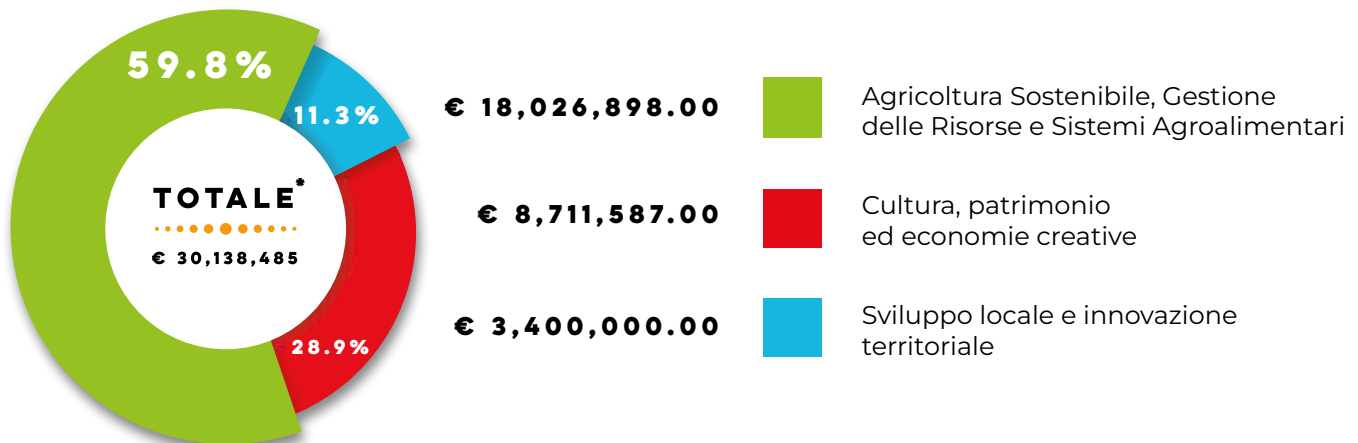 59.8%
11.3%
TOTALE*
€ 30,138,485
28.9%
€ 18,026,898.00
Agricoltura Sostenibile, Gestione
delle Risorse e Sistemi Agroalimentari
€ 8,711,587.00
Cultura, patrimonio
ed economie creative
€ 3,400,000.00
Sviluppo locale e innovazione
territoriale